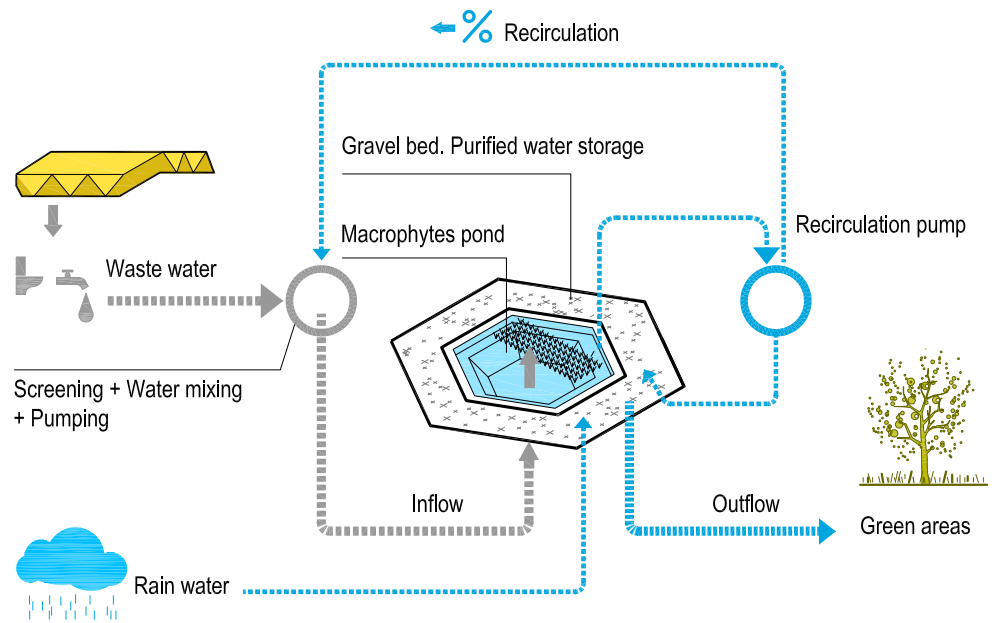 % Recirculation
Gravel bed. Purified water storage
Macrophytes pond
Recirculation pump
Waste water
Screening + Water mixing
+ Pumping
Inflow
Outflow
Green areas
Rain water